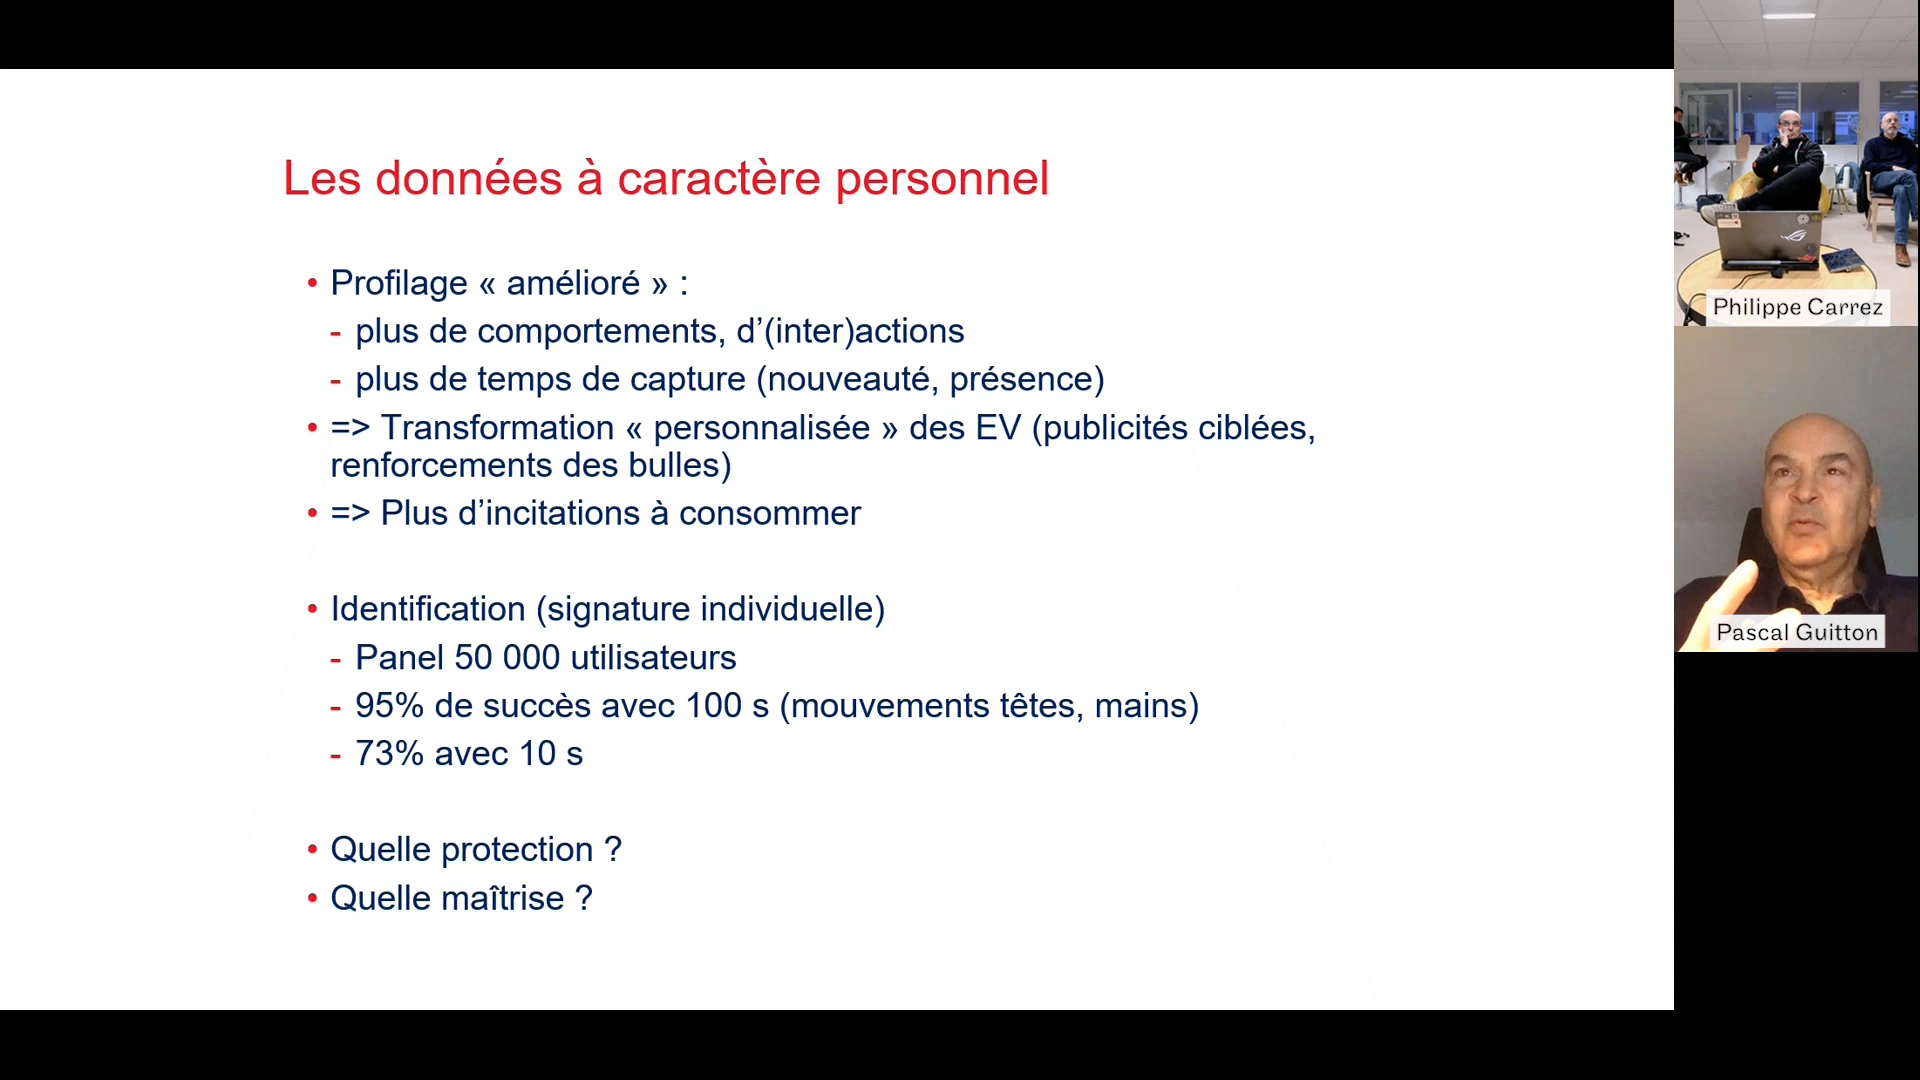 Les données à caractère personnel
• Profilage « amélioré » :
- plus de comportements, d’(inter)actions
- plus de temps de capture (nouveauté, présence)
• => Transformation « personnalisée » des EV (publicités ciblées,
renforcements des bulles)
• => Plus d’incitations à consommer
• Identification (signature individuelle)
- Panel 50 000 utilisateurs
- 95% de succès avec 100 s (mouvements têtes, mains)
- 73% avec 10 s
• Quelle protection ?
• Quelle maîtrise ?
Philippe Carrez
Pascal Guitton